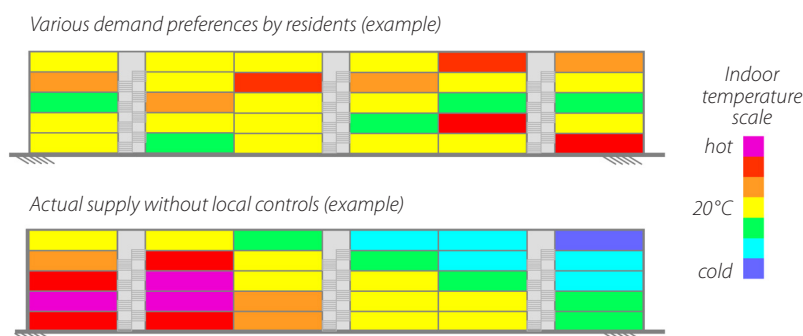 Various demand preferences by residents (example)
Indoor
temperature
scale
hot
20°C
cold
Actual supply without local controls (example)